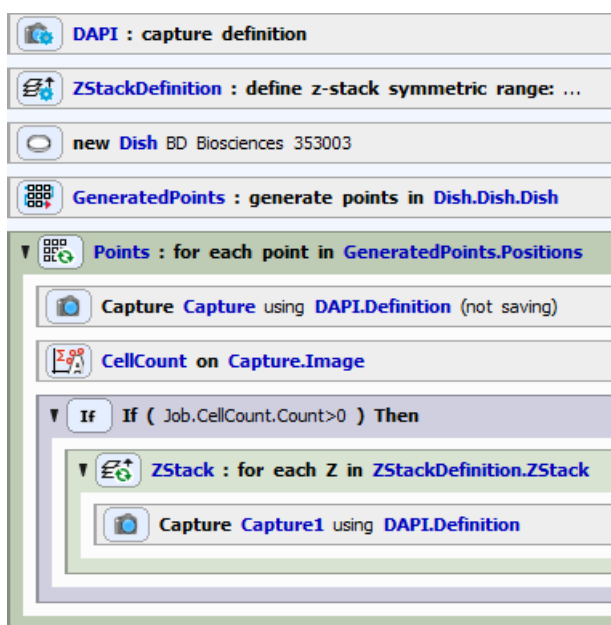 DAPI : capture definition
ZStackDefinition : define z-stack symmetric range: ...
new Dish BD Biosciences 353003
GeneratedPoints : generate points in Dish.Dish.Dish
Points : for each point in GeneratedPoints.Positions
Capture Capture using DAPI.Definition (not saving)
CellCount on Capture.Image
If If ( Job.CellCount.Count>0 ) Then
ZStack : for each Z in ZStackDefinition.ZStack
Capture Capture1 using DAPI.Definition